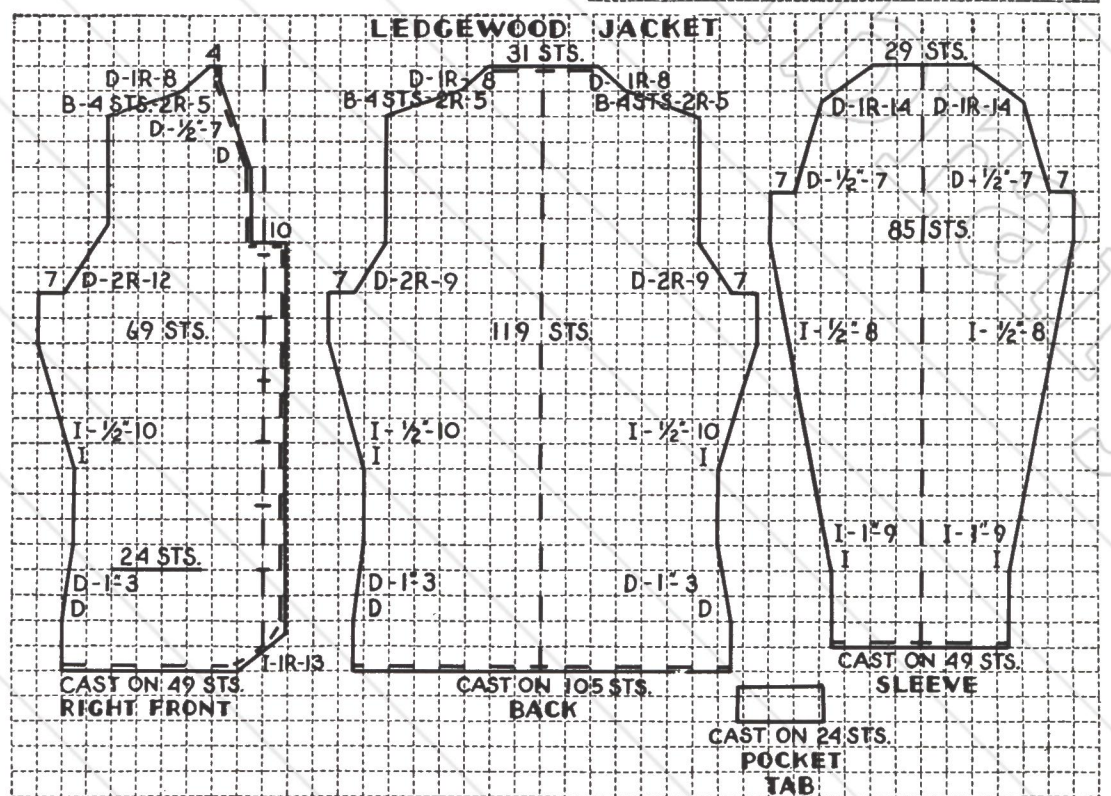 LEDGEWOOD JACKET
4
D-1R-8
B-4 STS-2R-5
D-½"-7
D
10
7
D-2R-12
69 STS.
I-½"-10
I
24 STS.
D-1"-3
D
I-1R-13
CAST ON 49 STS.
RIGHT FRONT
31 STS.
D-1R-8
D-1R-8
B-4 STS-2R-5
B-4 STS-2R-5
7
D-2R-9
D-2R-9
7
119 STS.
I-½"-10
I
I-½"-10
I
D-1"-3
D
D-1"-3
D
CAST ON 105 STS.
BACK
29 STS.
D-1R-14
D-1R-14
7
D-½"-7
D-½"-7
7
85 STS.
I-½"-8
I-½"-8
I-1"-9
I
I-1"-9
I
CAST ON 49 STS.
SLEEVE
CAST ON 24 STS.
POCKET
TAB